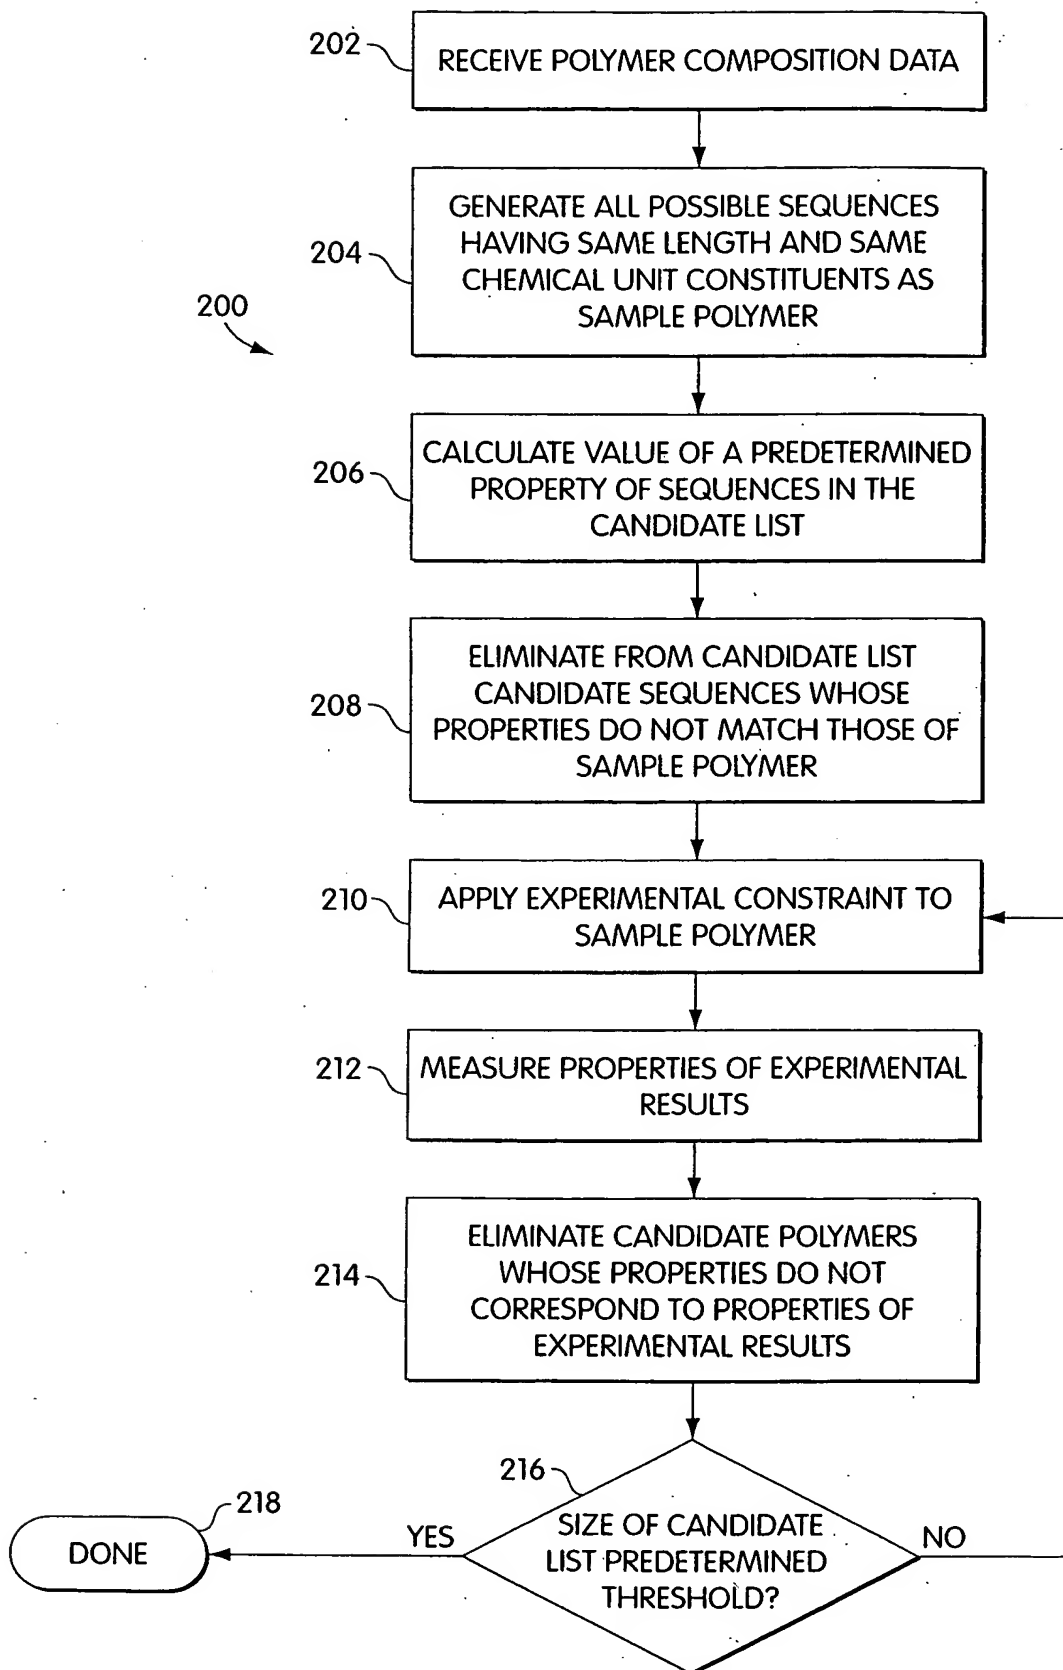 202
RECEIVE POLYMER COMPOSITION DATA
204
GENERATE ALL POSSIBLE SEQUENCES
HAVING SAME LENGTH AND SAME
CHEMICAL UNIT CONSTITUENTS AS
SAMPLE POLYMER
200
206
CALCULATE VALUE OF A PREDETERMINED
PROPERTY OF SEQUENCES IN THE
CANDIDATE LIST
208
ELIMINATE FROM CANDIDATE LIST
CANDIDATE SEQUENCES WHOSE
PROPERTIES DO NOT MATCH THOSE OF
SAMPLE POLYMER
210
APPLY EXPERIMENTAL CONSTRAINT TO
SAMPLE POLYMER
212
MEASURE PROPERTIES OF EXPERIMENTAL
RESULTS
214
ELIMINATE CANDIDATE POLYMERS
WHOSE PROPERTIES DO NOT
CORRESPOND TO PROPERTIES OF
EXPERIMENTAL RESULTS
216
SIZE OF CANDIDATE
LIST PREDETERMINED
THRESHOLD?
YES
NO
218
DONE